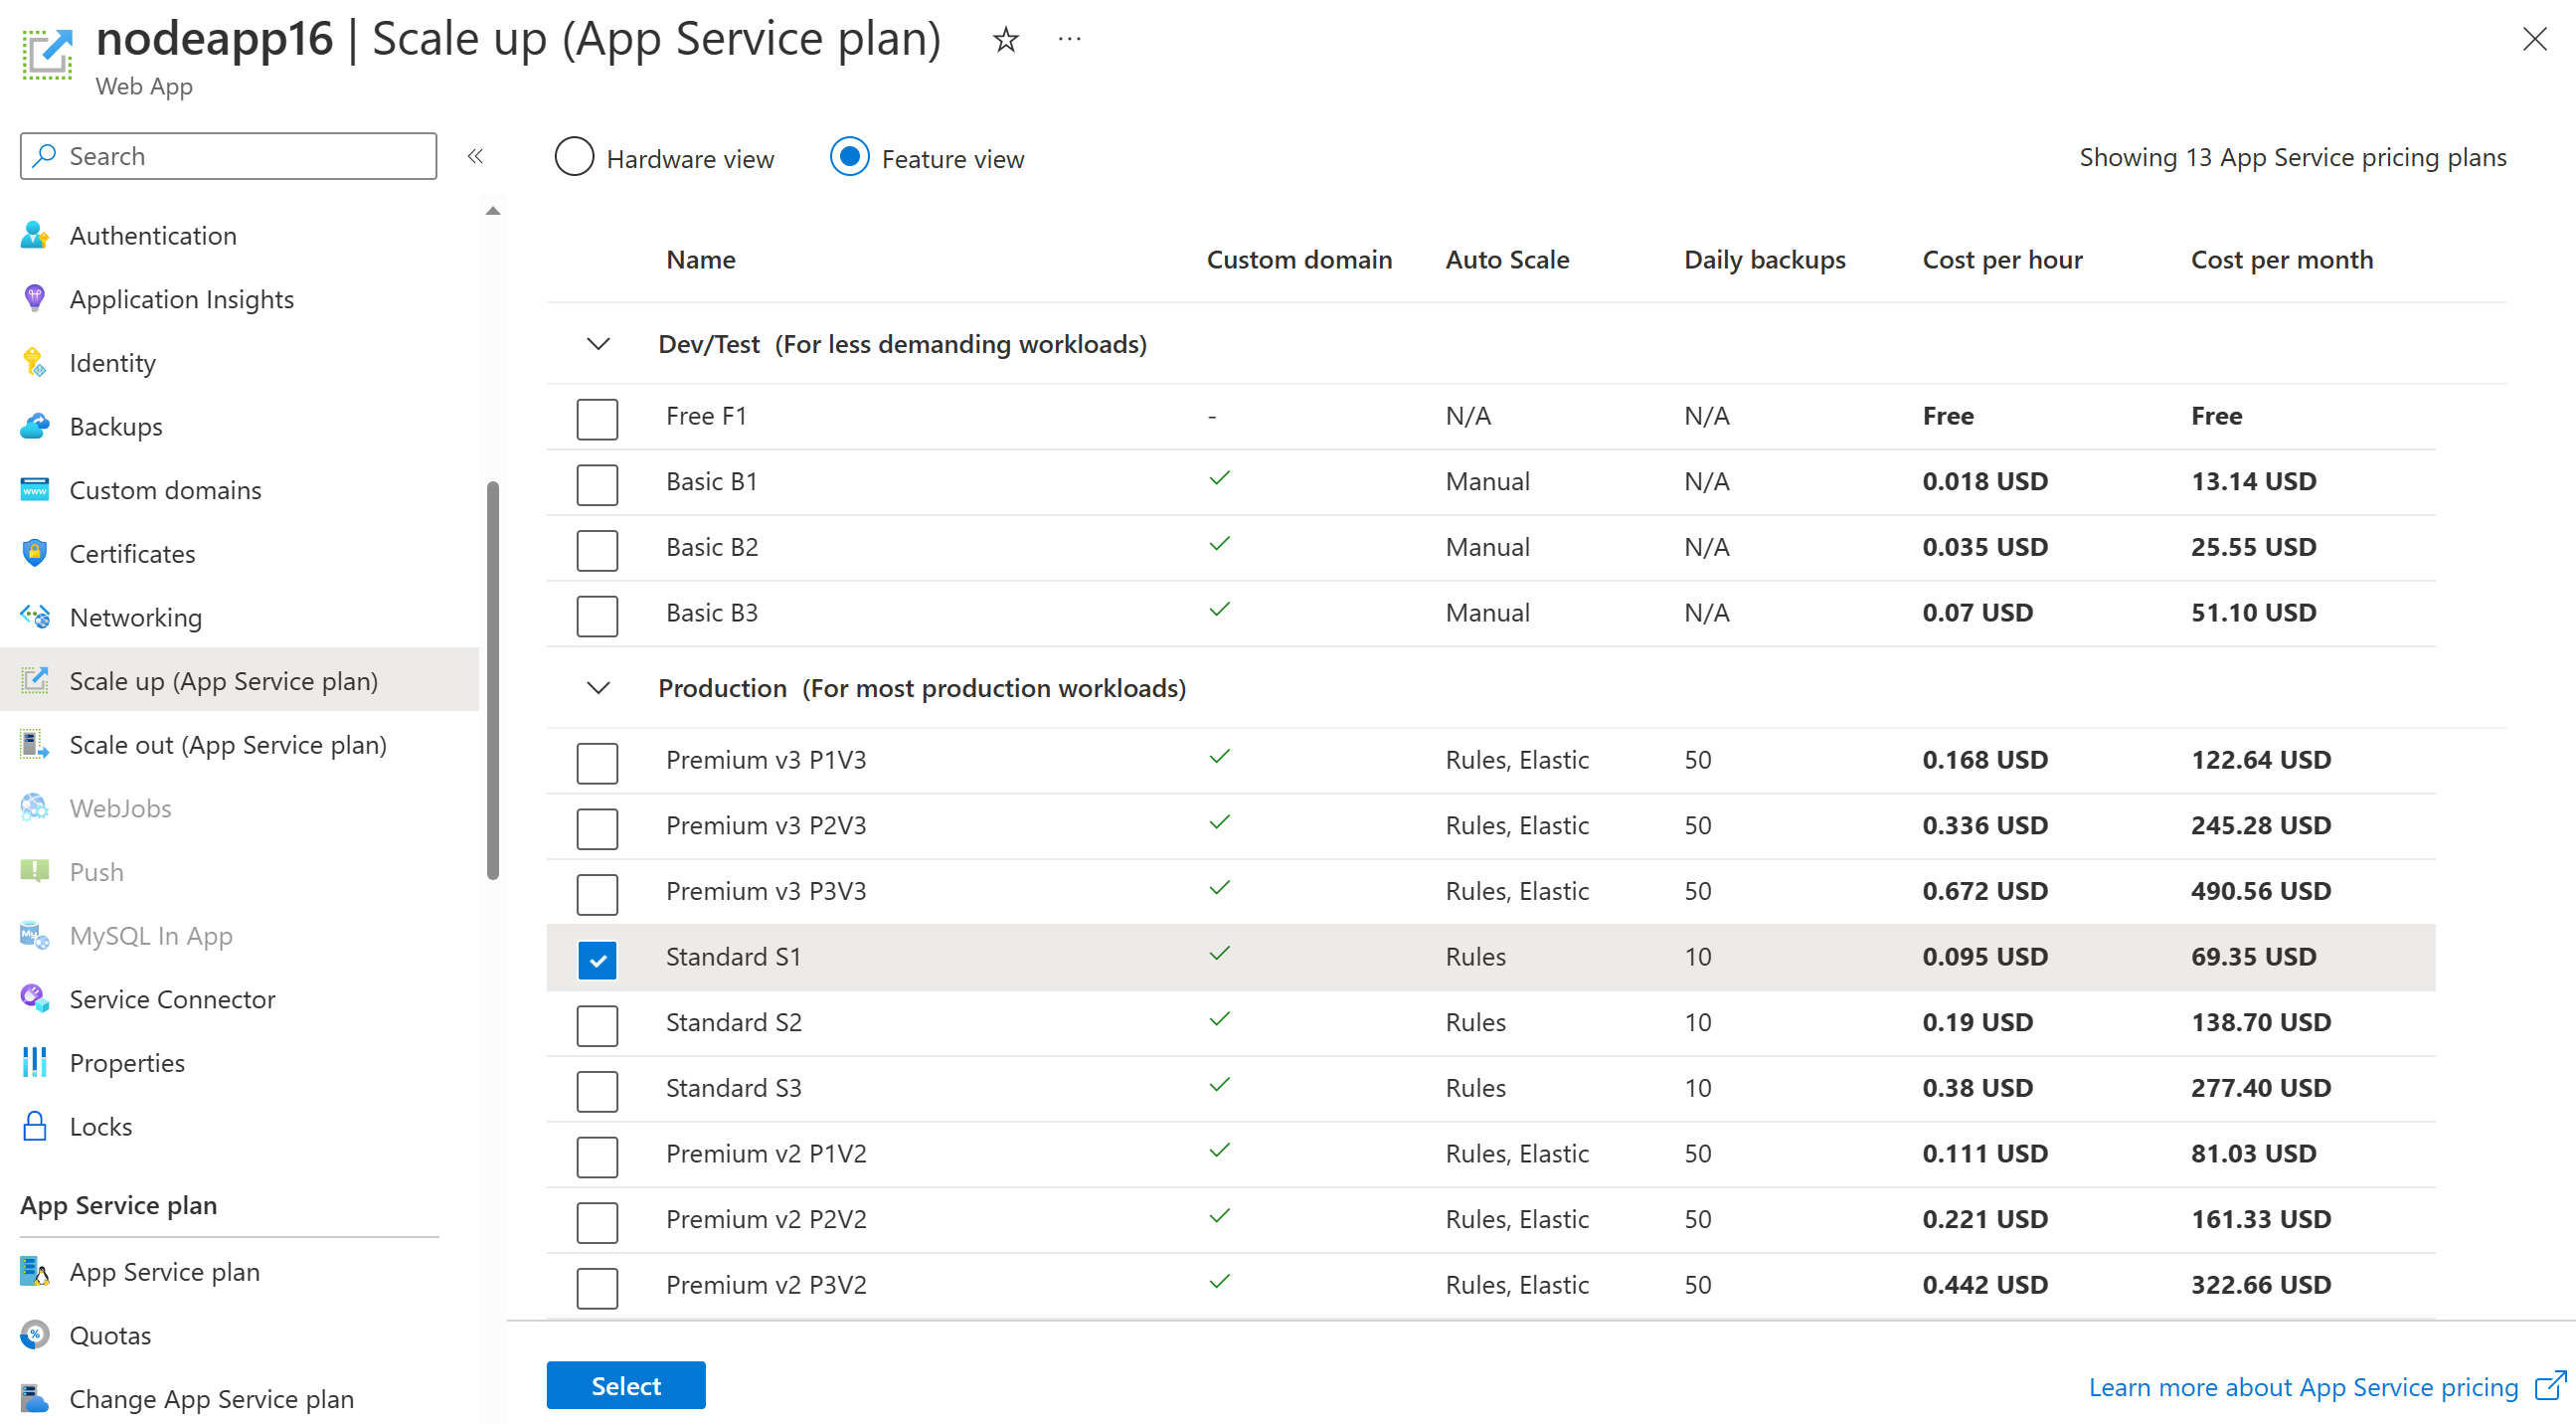 nodeapp16 | Scale up (App Service plan) ☆ ···
Web App
Search «
Hardware view Feature view Showing 13 App Service pricing plans
Authentication
Application Insights
Identity
Backups
Custom domains
Certificates
Networking
Scale up (App Service plan)
Scale out (App Service plan)
WebJobs
Push
MySQL In App
Service Connector
Properties
Locks
App Service plan
App Service plan
Quotas
Change App Service plan
Name Custom domain Auto Scale Daily backups Cost per hour Cost per month
Dev/Test (For less demanding workloads)
Free F1 - N/A N/A Free Free
Basic B1 ✓ Manual N/A 0.018 USD 13.14 USD
Basic B2 ✓ Manual N/A 0.035 USD 25.55 USD
Basic B3 ✓ Manual N/A 0.07 USD 51.10 USD
Production (For most production workloads)
Premium v3 P1V3 ✓ Rules, Elastic 50 0.168 USD 122.64 USD
Premium v3 P2V3 ✓ Rules, Elastic 50 0.336 USD 245.28 USD
Premium v3 P3V3 ✓ Rules, Elastic 50 0.672 USD 490.56 USD
Standard S1 ✓ Rules 10 0.095 USD 69.35 USD
Standard S2 ✓ Rules 10 0.19 USD 138.70 USD
Standard S3 ✓ Rules 10 0.38 USD 277.40 USD
Premium v2 P1V2 ✓ Rules, Elastic 50 0.111 USD 81.03 USD
Premium v2 P2V2 ✓ Rules, Elastic 50 0.221 USD 161.33 USD
Premium v2 P3V2 ✓ Rules, Elastic 50 0.442 USD 322.66 USD
Select
Learn more about App Service pricing